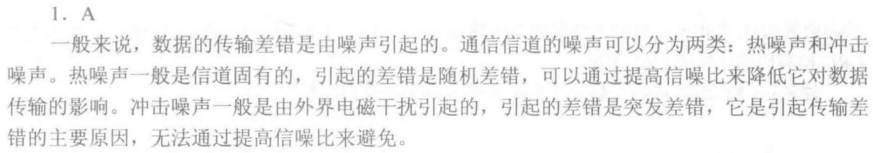 1．A
一般来说，数据的传输差错是由噪声引起的。通信信道的噪声可以分为两类：热噪声和冲击
噪声。热噪声一般是信道固有的，引起的差错是随机差错，可以通过提高信噪比来降低它对数据
传输的影响。冲击噪声一般是由外界电磁干扰引起的，引起的差错是突发差错，它是引起传输差
错的主要原因，无法通过提高信噪比来避免。